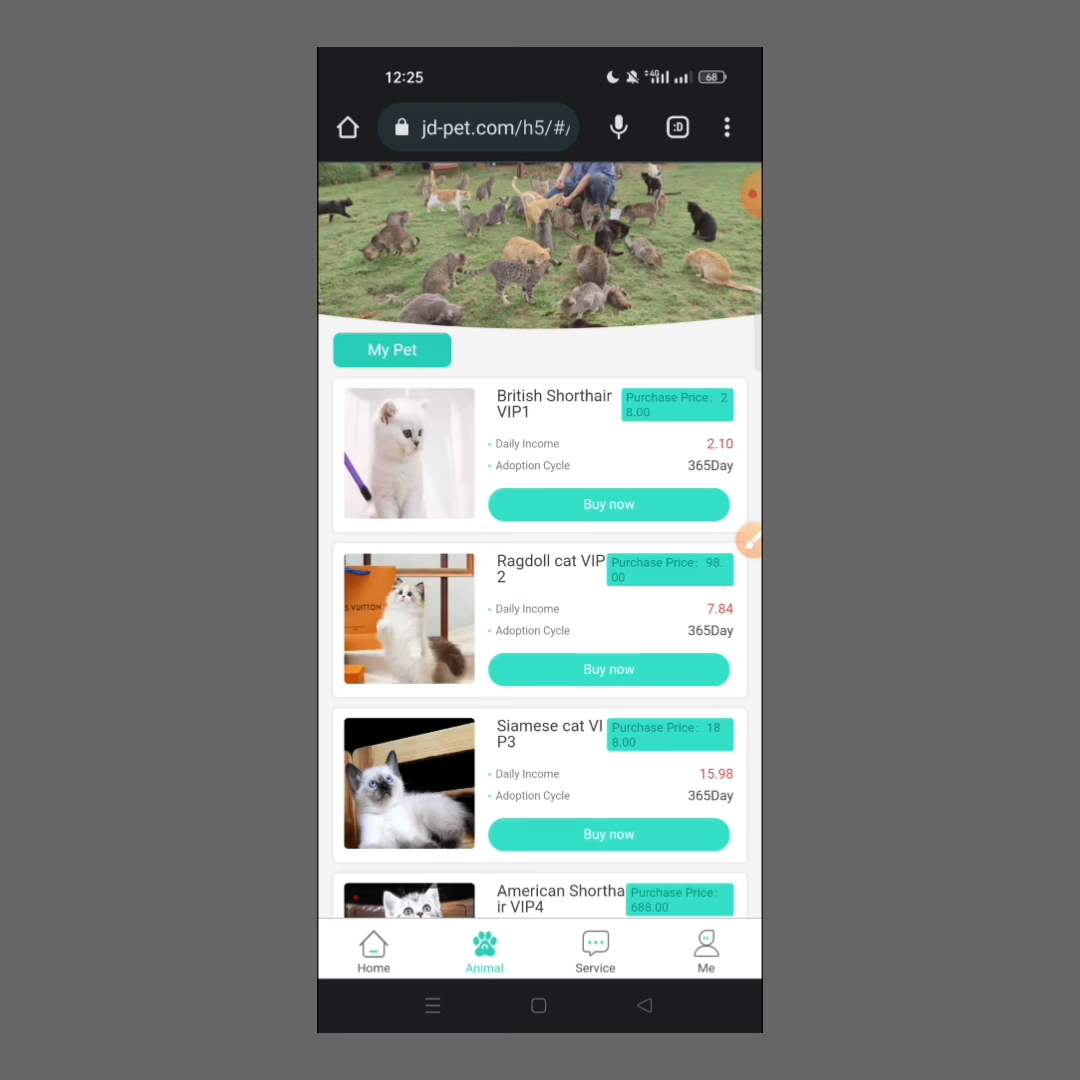 12:25
4G
68
jd-pet.com/h5/#/
:D
My Pet
British Shorthair
VIP1
Purchase Price: 2
8.00
Daily Income
2.10
Adoption Cycle
365Day
Buy now
S VUITTON
Ragdoll cat VIP
2
Purchase Price: 98.
00
Daily Income
7.84
Adoption Cycle
365Day
Buy now
Siamese cat VI
P3
Purchase Price: 18
8.00
Daily Income
15.98
Adoption Cycle
365Day
Buy now
American Shortha
ir VIP4
Purchase Price:
688.00
Home
Animal
Service
Me